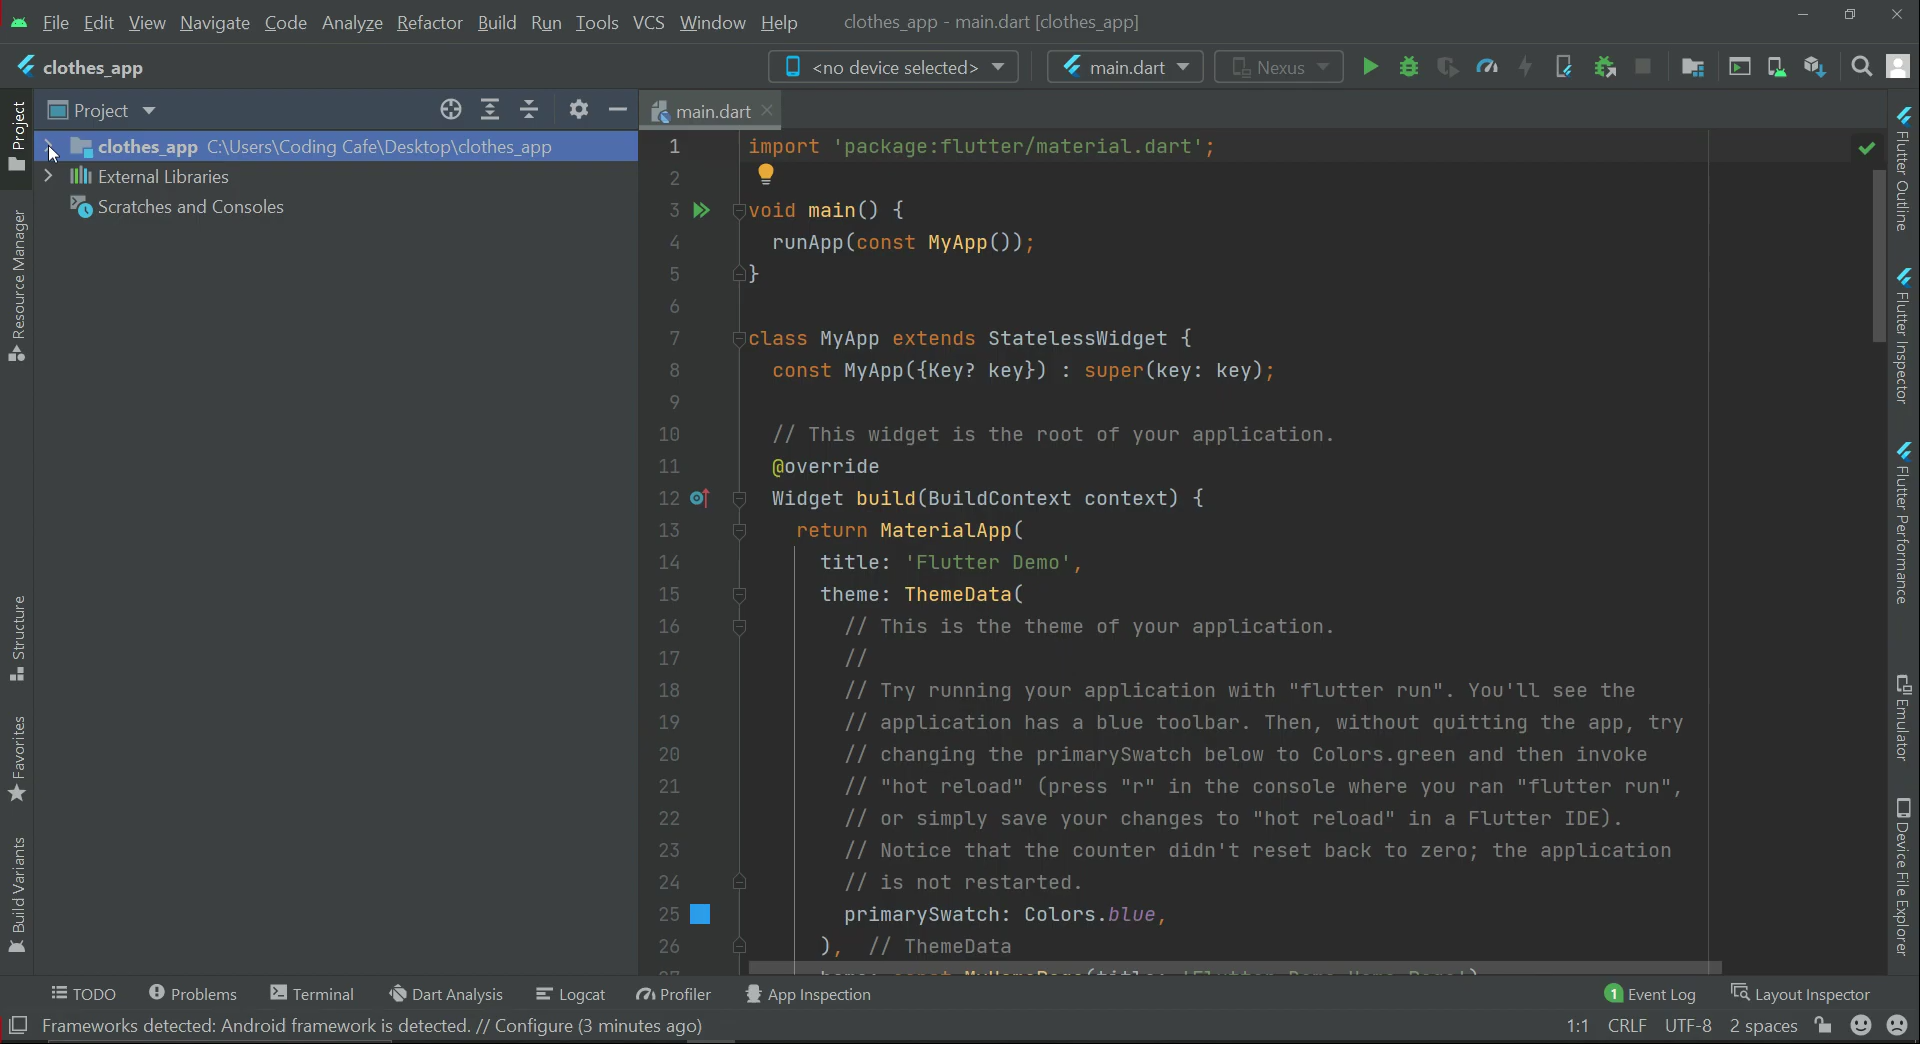 File Edit View Navigate Code Analyze Refactor Build Run Tools VCS Window Help clothes_app - main.dart [clothes_app]
clothes_app <no device selected> main.dart Nexus
Project main.dart
clothes_app C:\Users\Coding Cafe\Desktop\clothes_app
External Libraries
Scratches and Consoles
Project
Resource Manager
Structure
Favorites
Build Variants
1 import 'package:flutter/material.dart';
2
3 void main() {
4 runApp(const MyApp());
5 }
6
7 class MyApp extends StatelessWidget {
8 const MyApp({Key? key}) : super(key: key);
9
10 // This widget is the root of your application.
11 @override
12 Widget build(BuildContext context) {
13 return MaterialApp(
14 title: 'Flutter Demo',
15 theme: ThemeData(
16 // This is the theme of your application.
17 //
18 // Try running your application with "flutter run". You'll see the
19 // application has a blue toolbar. Then, without quitting the app, try
20 // changing the primarySwatch below to Colors.green and then invoke
21 // "hot reload" (press "r" in the console where you ran "flutter run",
22 // or simply save your changes to "hot reload" in a Flutter IDE).
23 // Notice that the counter didn't reset back to zero; the application
24 // is not restarted.
25 primarySwatch: Colors.blue,
26 ), // ThemeData
Flutter Outline
Flutter Inspector
Flutter Performance
Emulator
Device File Explorer
TODO Problems Terminal Dart Analysis Logcat Profiler App Inspection 1 Event Log Layout Inspector
Frameworks detected: Android framework is detected. // Configure (3 minutes ago) 1:1 CRLF UTF-8 2 spaces